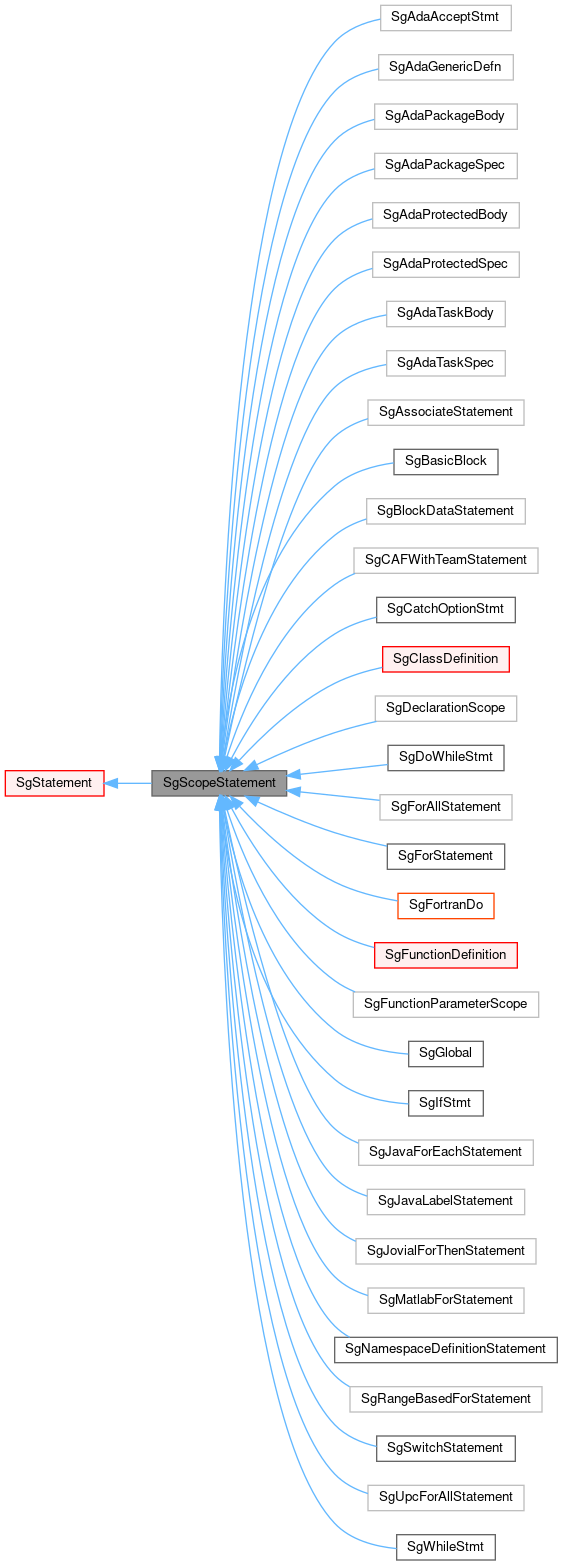 SgAdaAcceptStmt
SgAdaGenericDefn
SgAdaPackageBody
SgAdaPackageSpec
SgAdaProtectedBody
SgAdaProtectedSpec
SgAdaTaskBody
SgAdaTaskSpec
SgAssociateStatement
SgBasicBlock
SgBlockDataStatement
SgCAFWithTeamStatement
SgCatchOptionStmt
SgClassDefinition
SgDeclarationScope
SgDoWhileStmt
SgStatement
SgScopeStatement
SgForAllStatement
SgForStatement
SgFortranDo
SgFunctionDefinition
SgFunctionParameterScope
SgGlobal
SgIfStmt
SgJavaForEachStatement
SgJavaLabelStatement
SgJovialForThenStatement
SgMatlabForStatement
SgNamespaceDefinitionStatement
SgRangeBasedForStatement
SgSwitchStatement
SgUpcForAllStatement
SgWhileStmt